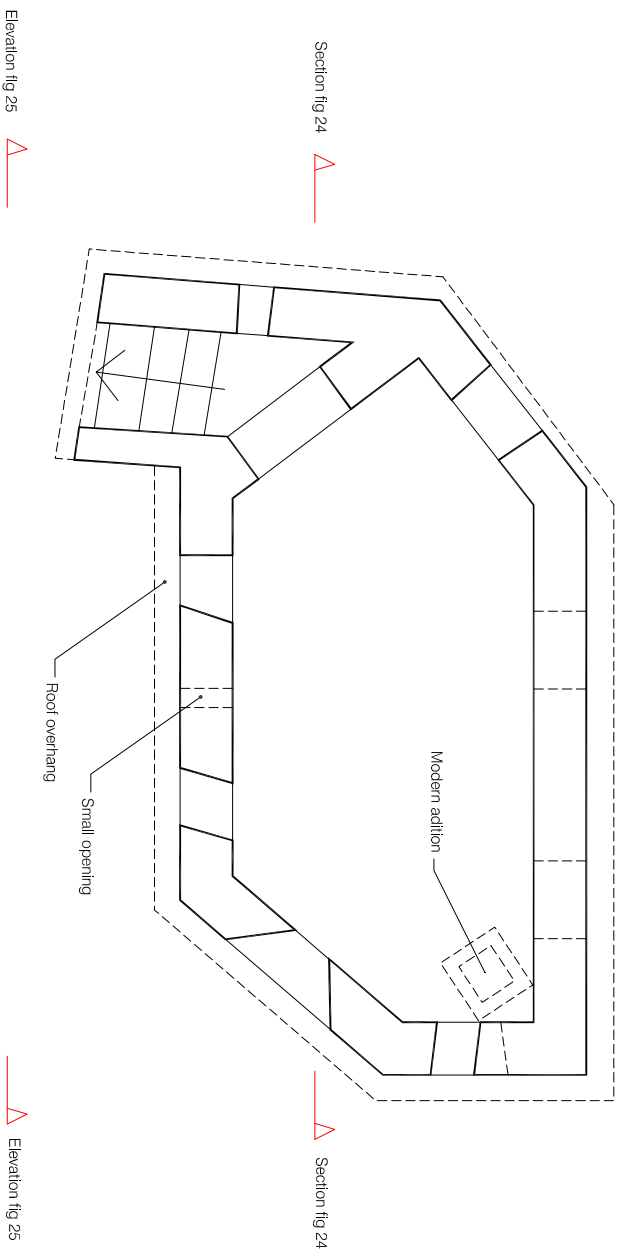 Elevation fig 25
Section fig 24
Roof overhang
Small opening
Modern adition
Elevation fig 25
Section fig 24